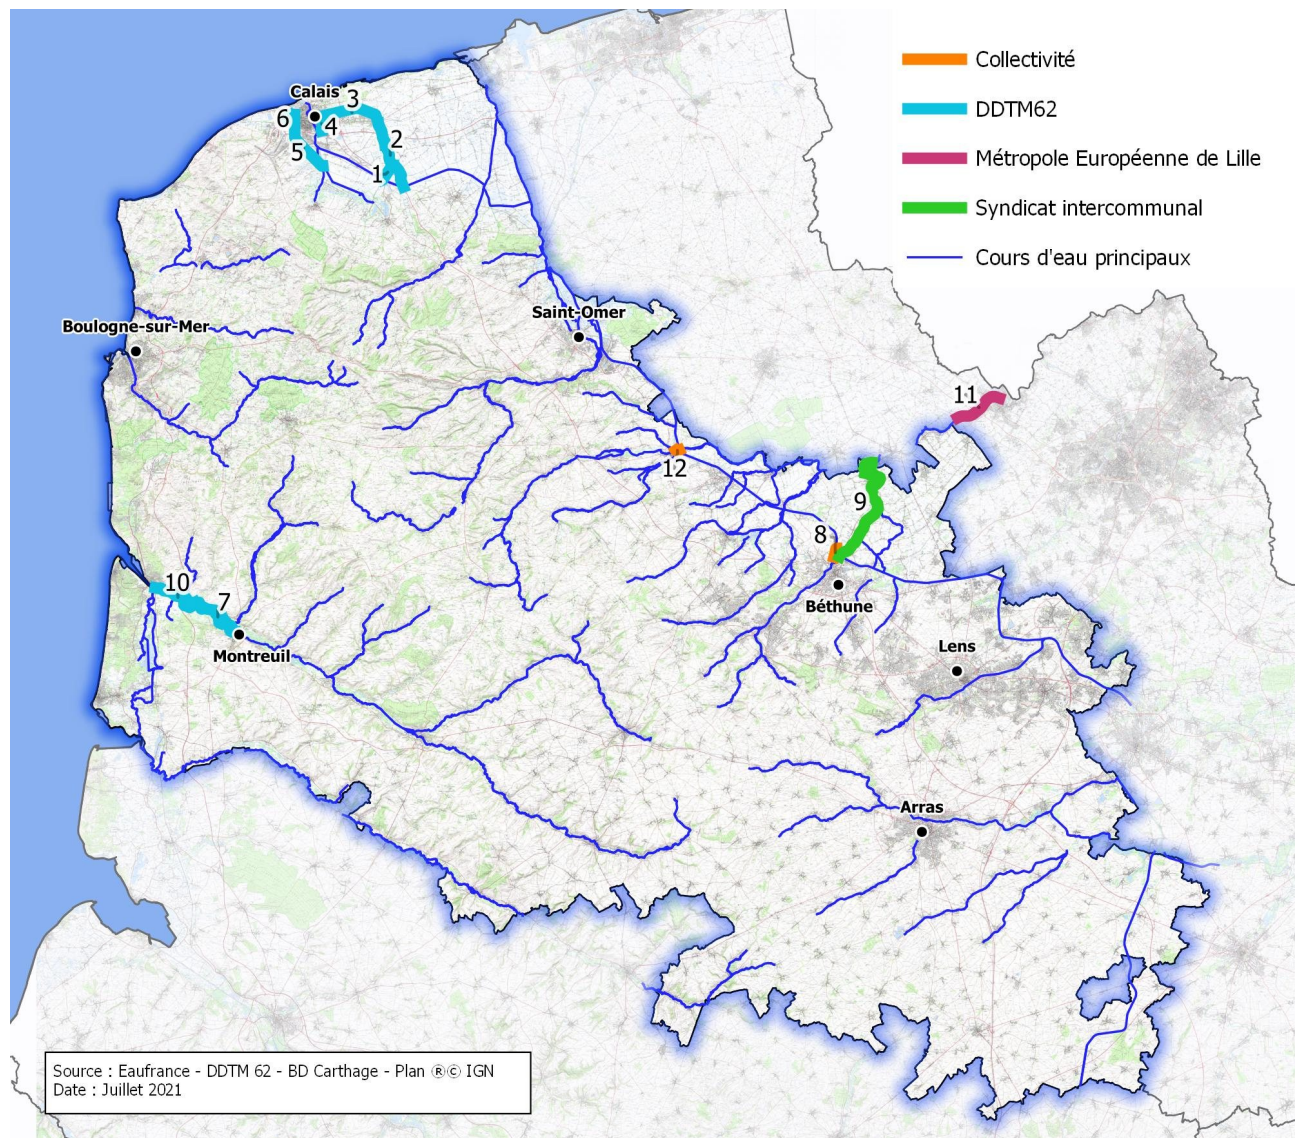 Collectivité
DDTM62
Métropole Européenne de Lille
Syndicat intercommunal
Cours d'eau principaux
Calais
3
6
4
2
5
1
Saint-Omer
Boulogne-sur-Mer
11
12
9
8
10
7
Béthune
Montreuil
Lens
Arras
Source : Eaufrance - DDTM 62 - BD Carthage - Plan ®© IGN
Date : Juillet 2021